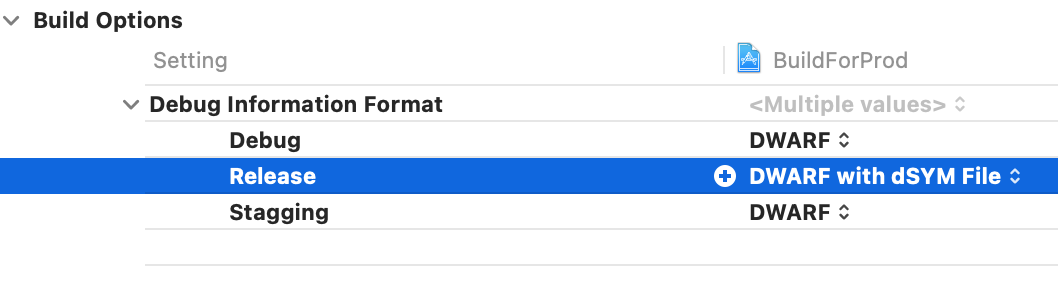 Build Options
Setting BuildForProd
Debug Information Format <Multiple values>
Debug DWARF
Release DWARF with dSYM File
Stagging DWARF